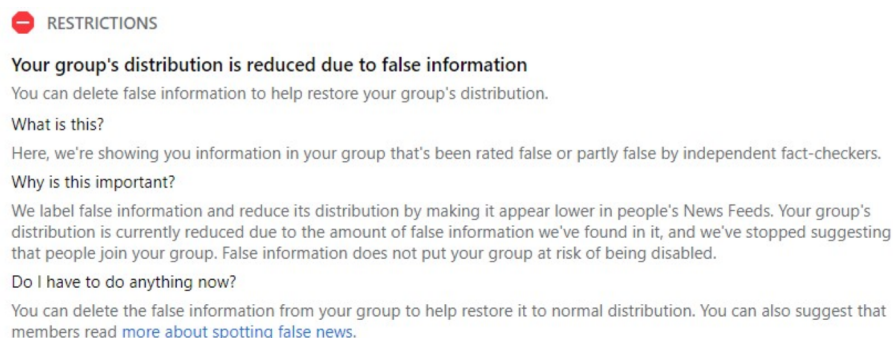 RESTRICTIONS
Your group's distribution is reduced due to false information
You can delete false information to help restore your group's distribution.
What is this?
Here, we're showing you information in your group that's been rated false or partly false by independent fact-checkers.
Why is this important?
We label false information and reduce its distribution by making it appear lower in people's News Feeds. Your group's
distribution is currently reduced due to the amount of false information we've found in it, and we've stopped suggesting
that people join your group. False information does not put your group at risk of being disabled.
Do I have to do anything now?
You can delete the false information from your group to help restore it to normal distribution. You can also suggest that
members read more about spotting false news.